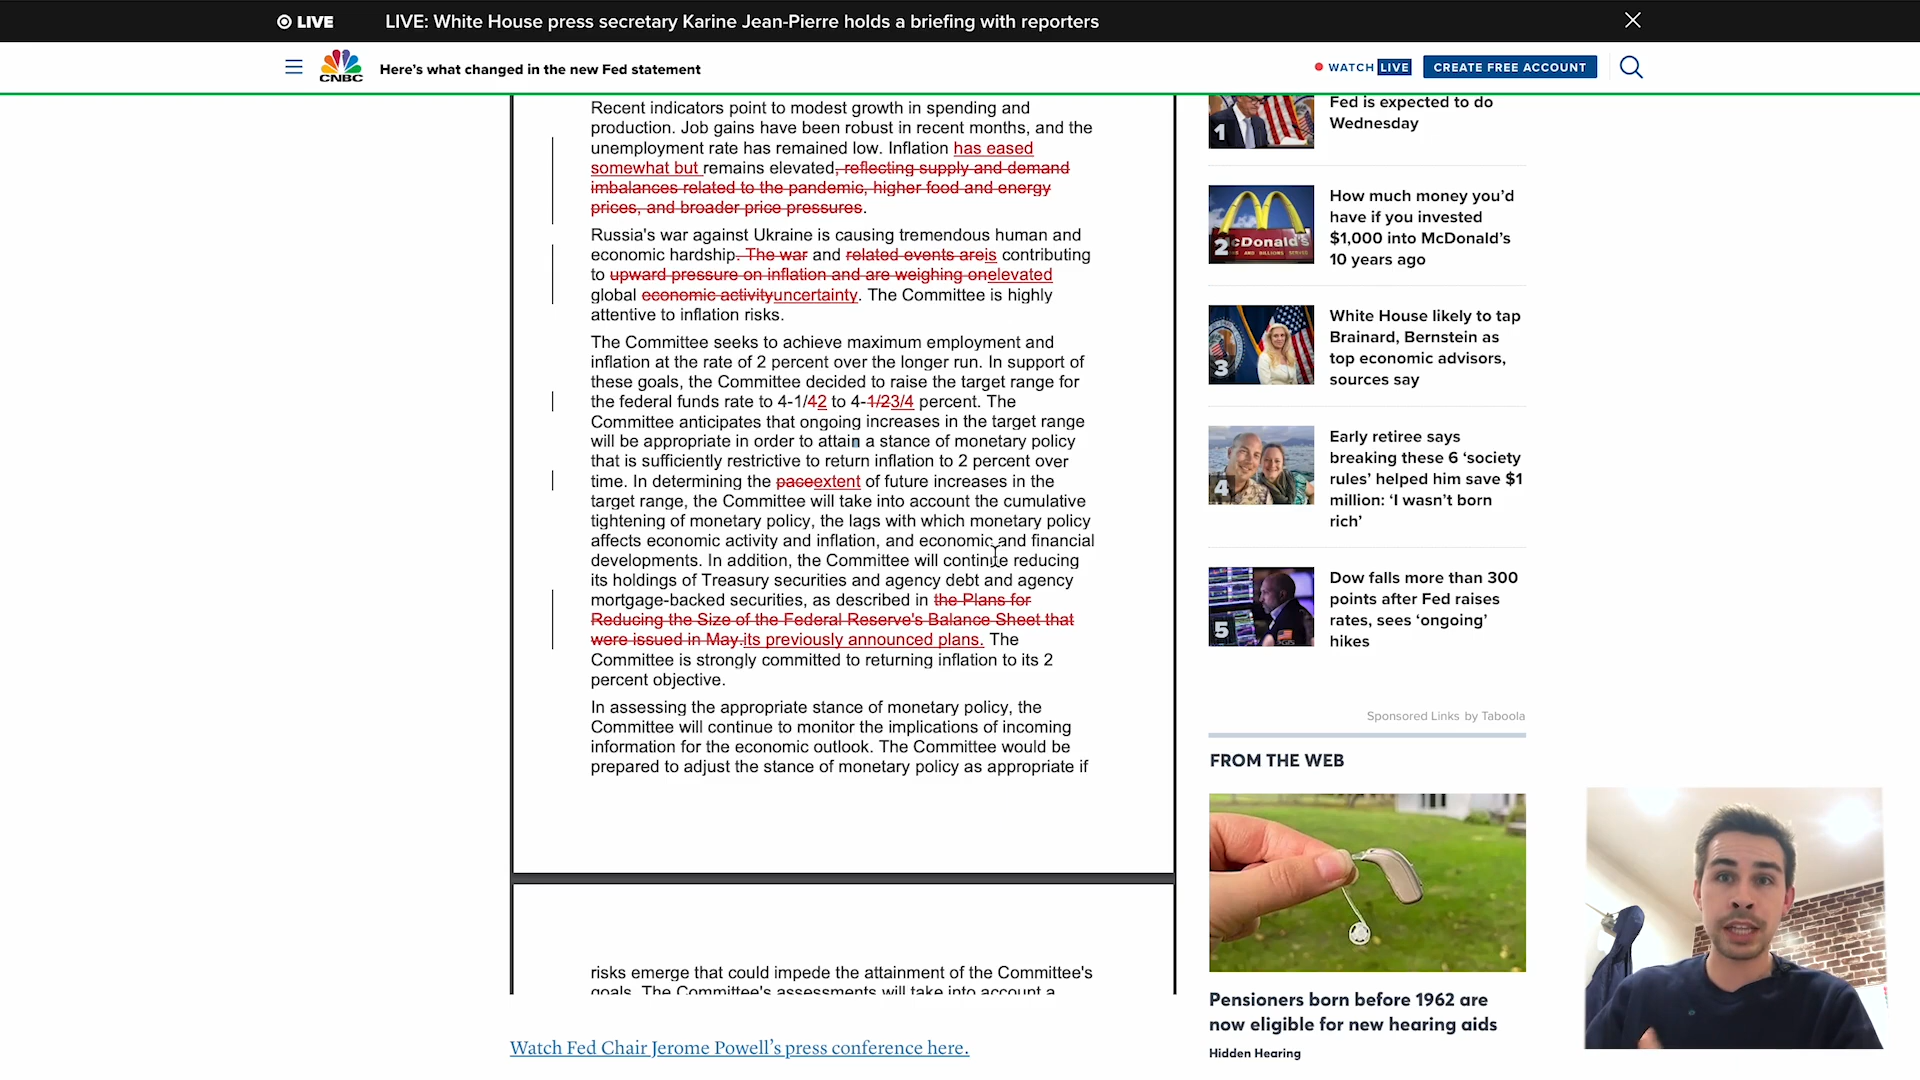 LIVE
LIVE: White House press secretary Karine Jean-Pierre holds a briefing with reporters
CNBC
Here's what changed in the new Fed statement
WATCH LIVE
CREATE FREE ACCOUNT
Recent indicators point to modest growth in spending and
production. Job gains have been robust in recent months, and the
unemployment rate has remained low. Inflation has eased
somewhat but remains elevated, reflecting supply and demand
imbalances related to the pandemic, higher food and energy
prices, and broader price pressures.
Russia's war against Ukraine is causing tremendous human and
economic hardship. The war and related events areis contributing
to upward pressure on inflation and are weighing onelevated
global economic activityuncertainty. The Committee is highly
attentive to inflation risks.
The Committee seeks to achieve maximum employment and
inflation at the rate of 2 percent over the longer run. In support of
these goals, the Committee decided to raise the target range for
the federal funds rate to 4-1/42 to 4-1/23/4 percent. The
Committee anticipates that ongoing increases in the target range
will be appropriate in order to attain a stance of monetary policy
that is sufficiently restrictive to return inflation to 2 percent over
time. In determining the paceextent of future increases in the
target range, the Committee will take into account the cumulative
tightening of monetary policy, the lags with which monetary policy
affects economic activity and inflation, and economic and financial
developments. In addition, the Committee will continue reducing
its holdings of Treasury securities and agency debt and agency
mortgage-backed securities, as described in the Plans for
Reducing the Size of the Federal Reserve's Balance Sheet that
were issued in May.its previously announced plans. The
Committee is strongly committed to returning inflation to its 2
percent objective.
In assessing the appropriate stance of monetary policy, the
Committee will continue to monitor the implications of incoming
information for the economic outlook. The Committee would be
prepared to adjust the stance of monetary policy as appropriate if
risks emerge that could impede the attainment of the Committee's
goals. The Committee's assessments will take into account a
Watch Fed Chair Jerome Powell's press conference here.
1
Fed is expected to do
Wednesday
2
McDonald's
How much money you'd
have if you invested
$1,000 into McDonald's
10 years ago
3
White House likely to tap
Brainard, Bernstein as
top economic advisors,
sources say
4
Early retiree says
breaking these 6 'society
rules' helped him save $1
million: 'I wasn't born
rich'
5
Dow falls more than 300
points after Fed raises
rates, sees 'ongoing'
hikes
Sponsored Links by Taboola
FROM THE WEB
Pensioners born before 1962 are
now eligible for new hearing aids
Hidden Hearing